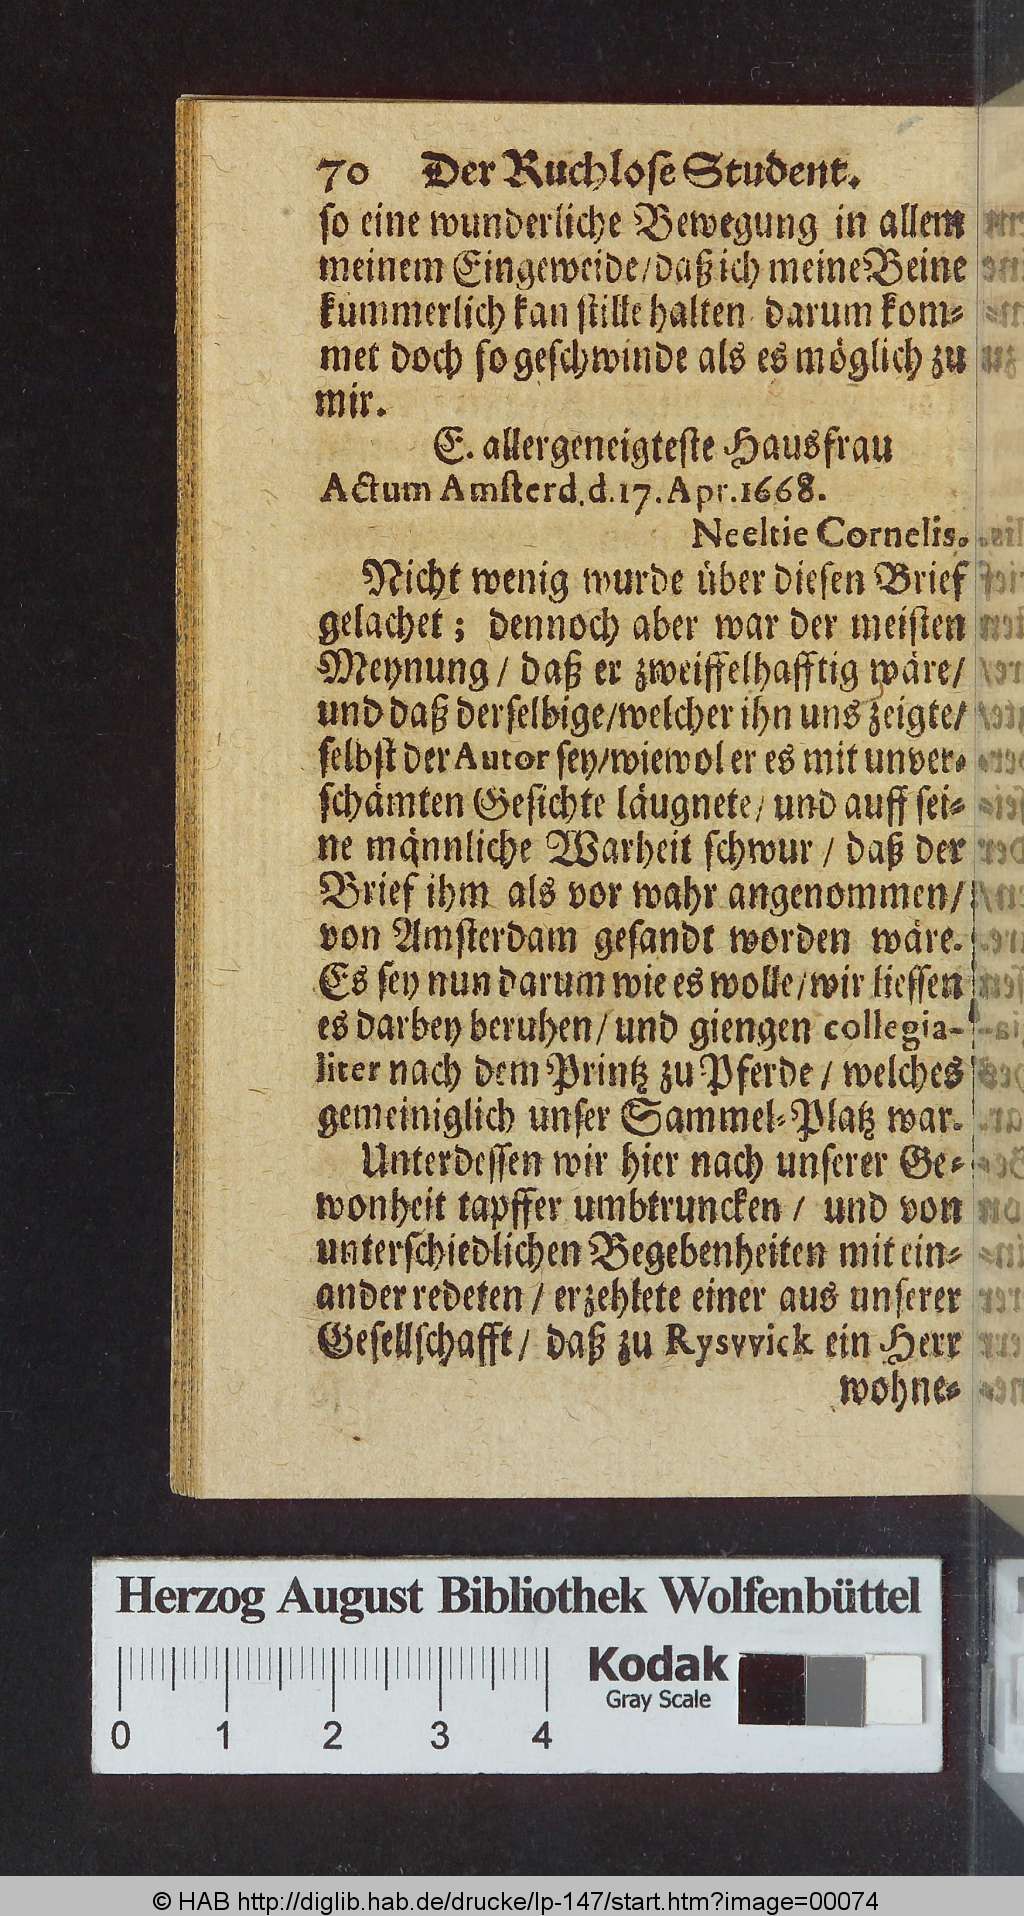 70 Der Ruchlose Student.
so eine wunderliche Bewegung in allem
meinem Eingeweide/daß ich meine Beine
kümmerlich kan stille halten darum kom-
met doch so geschwinde als es möglich zu
mir.
E. allergeneigteste Hausfrau
Actum Amsterd. d. 17. Apr. 1668.
Neeltie Cornelis.
Nicht wenig wurde über diesen Brief
gelachet; dennoch aber war der meisten
Meynung / daß er zweiffelhafftig wäre/
und daß derselbige/welcher ihn uns zeigte/
selbst der Autor sey/wiewol er es mit unver-
schämten Gesichte läugnete/ und auff sei-
ne männliche Warheit schwur / daß der
Brief ihm als vor wahr angenommen/
von Amsterdam gesandt worden wäre.
Es sey nun darum wie es wolle/wir liessen
es darbey beruhen/ und giengen collegia-
liter nach dem Printz zu Pferde / welches
gemeiniglich unser Sammel-Platz war.
Unterdessen wir hier nach unserer Ge-
wonheit tapffer umbtruncken / und von
unterschiedlichen Begebenheiten mit ein-
ander redeten / erzehlete einer aus unserer
Gesellschafft/ daß zu Rysvvick ein Herr
wohne-
Herzog August Bibliothek Wolfenbüttel
Kodak
Gray Scale
0 1 2 3 4
© HAB http://diglib.hab.de/drucke/lp-147/start.htm?image=00074